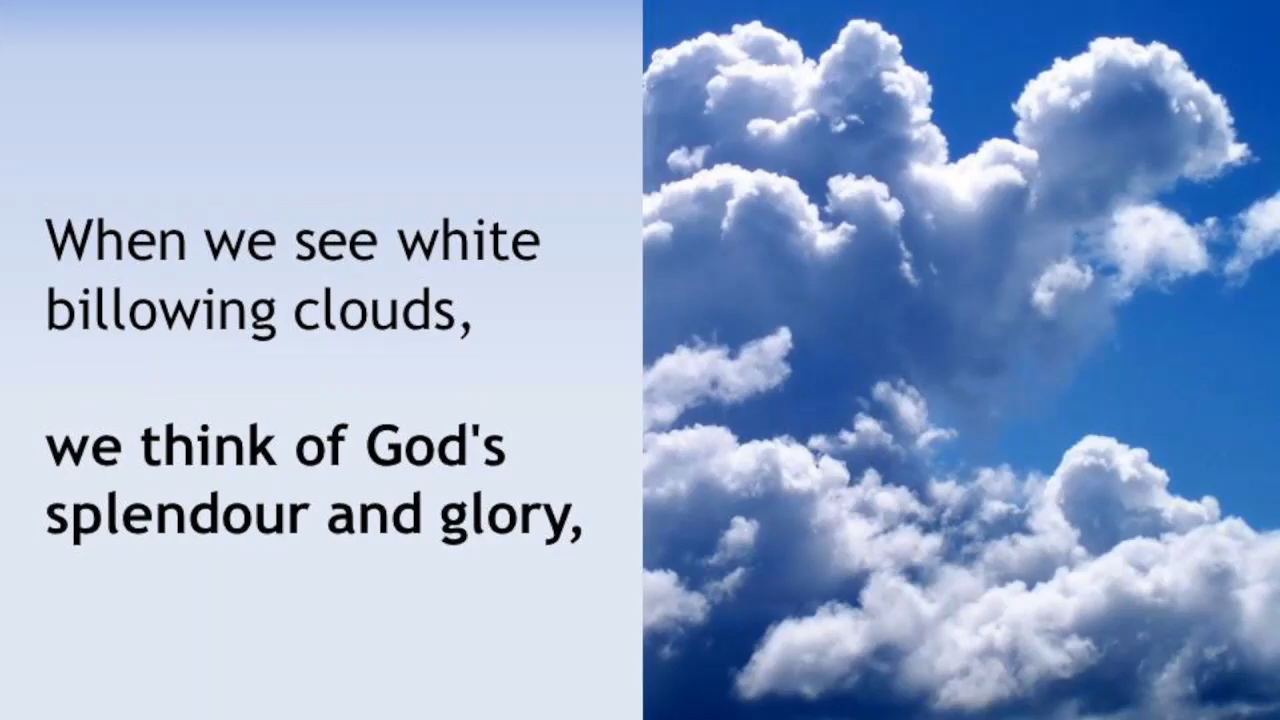 When we see white
billowing clouds,
we think of God's
splendour and glory,